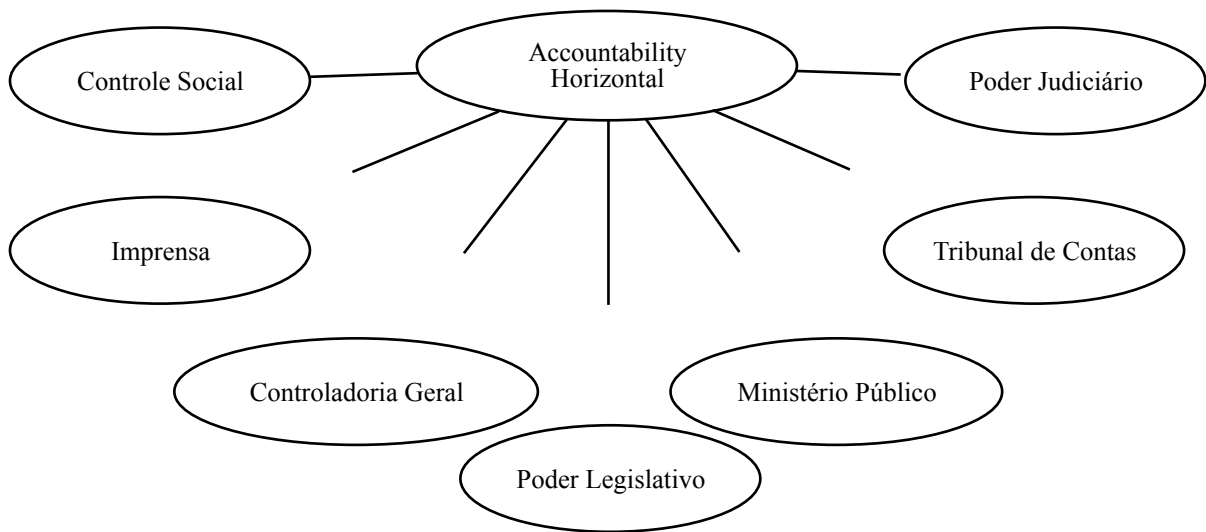 Accountability
Horizontal
Controle Social
Poder Judiciário
Imprensa
Tribunal de Contas
Controladoria Geral
Ministério Público
Poder Legislativo